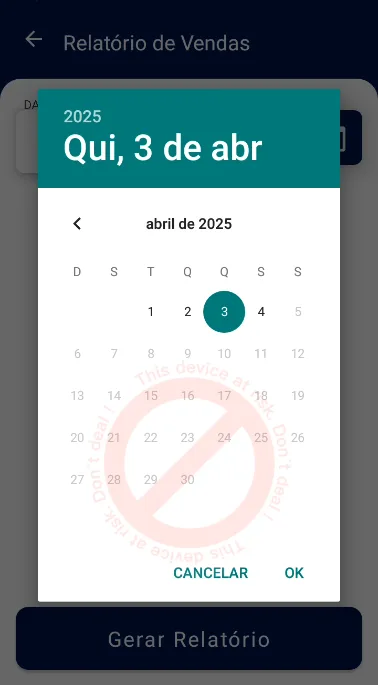 Relatório de Vendas
DA
2025
Qui, 3 de abr
abril de 2025
D S T Q Q S S
1 2 3 4 5
6 7 8 9 10 11 12
13 14 15 16 17 18 19
20 21 22 23 24 25 26
27 28 29 30
This device at risk. Don't deal !
This device at risk. Don't deal !
CANCELAR OK
Gerar Relatório